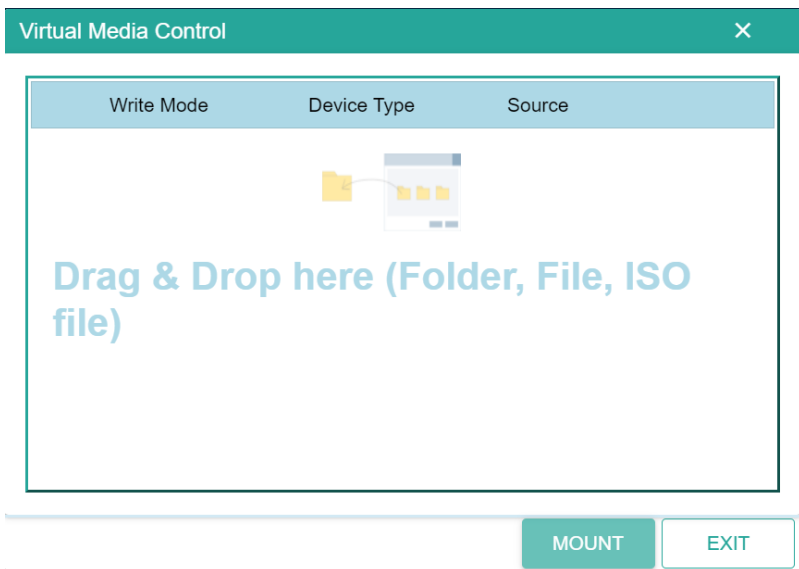 Virtual Media Control
Write Mode Device Type Source
Drag & Drop here (Folder, File, ISO
file)
MOUNT EXIT